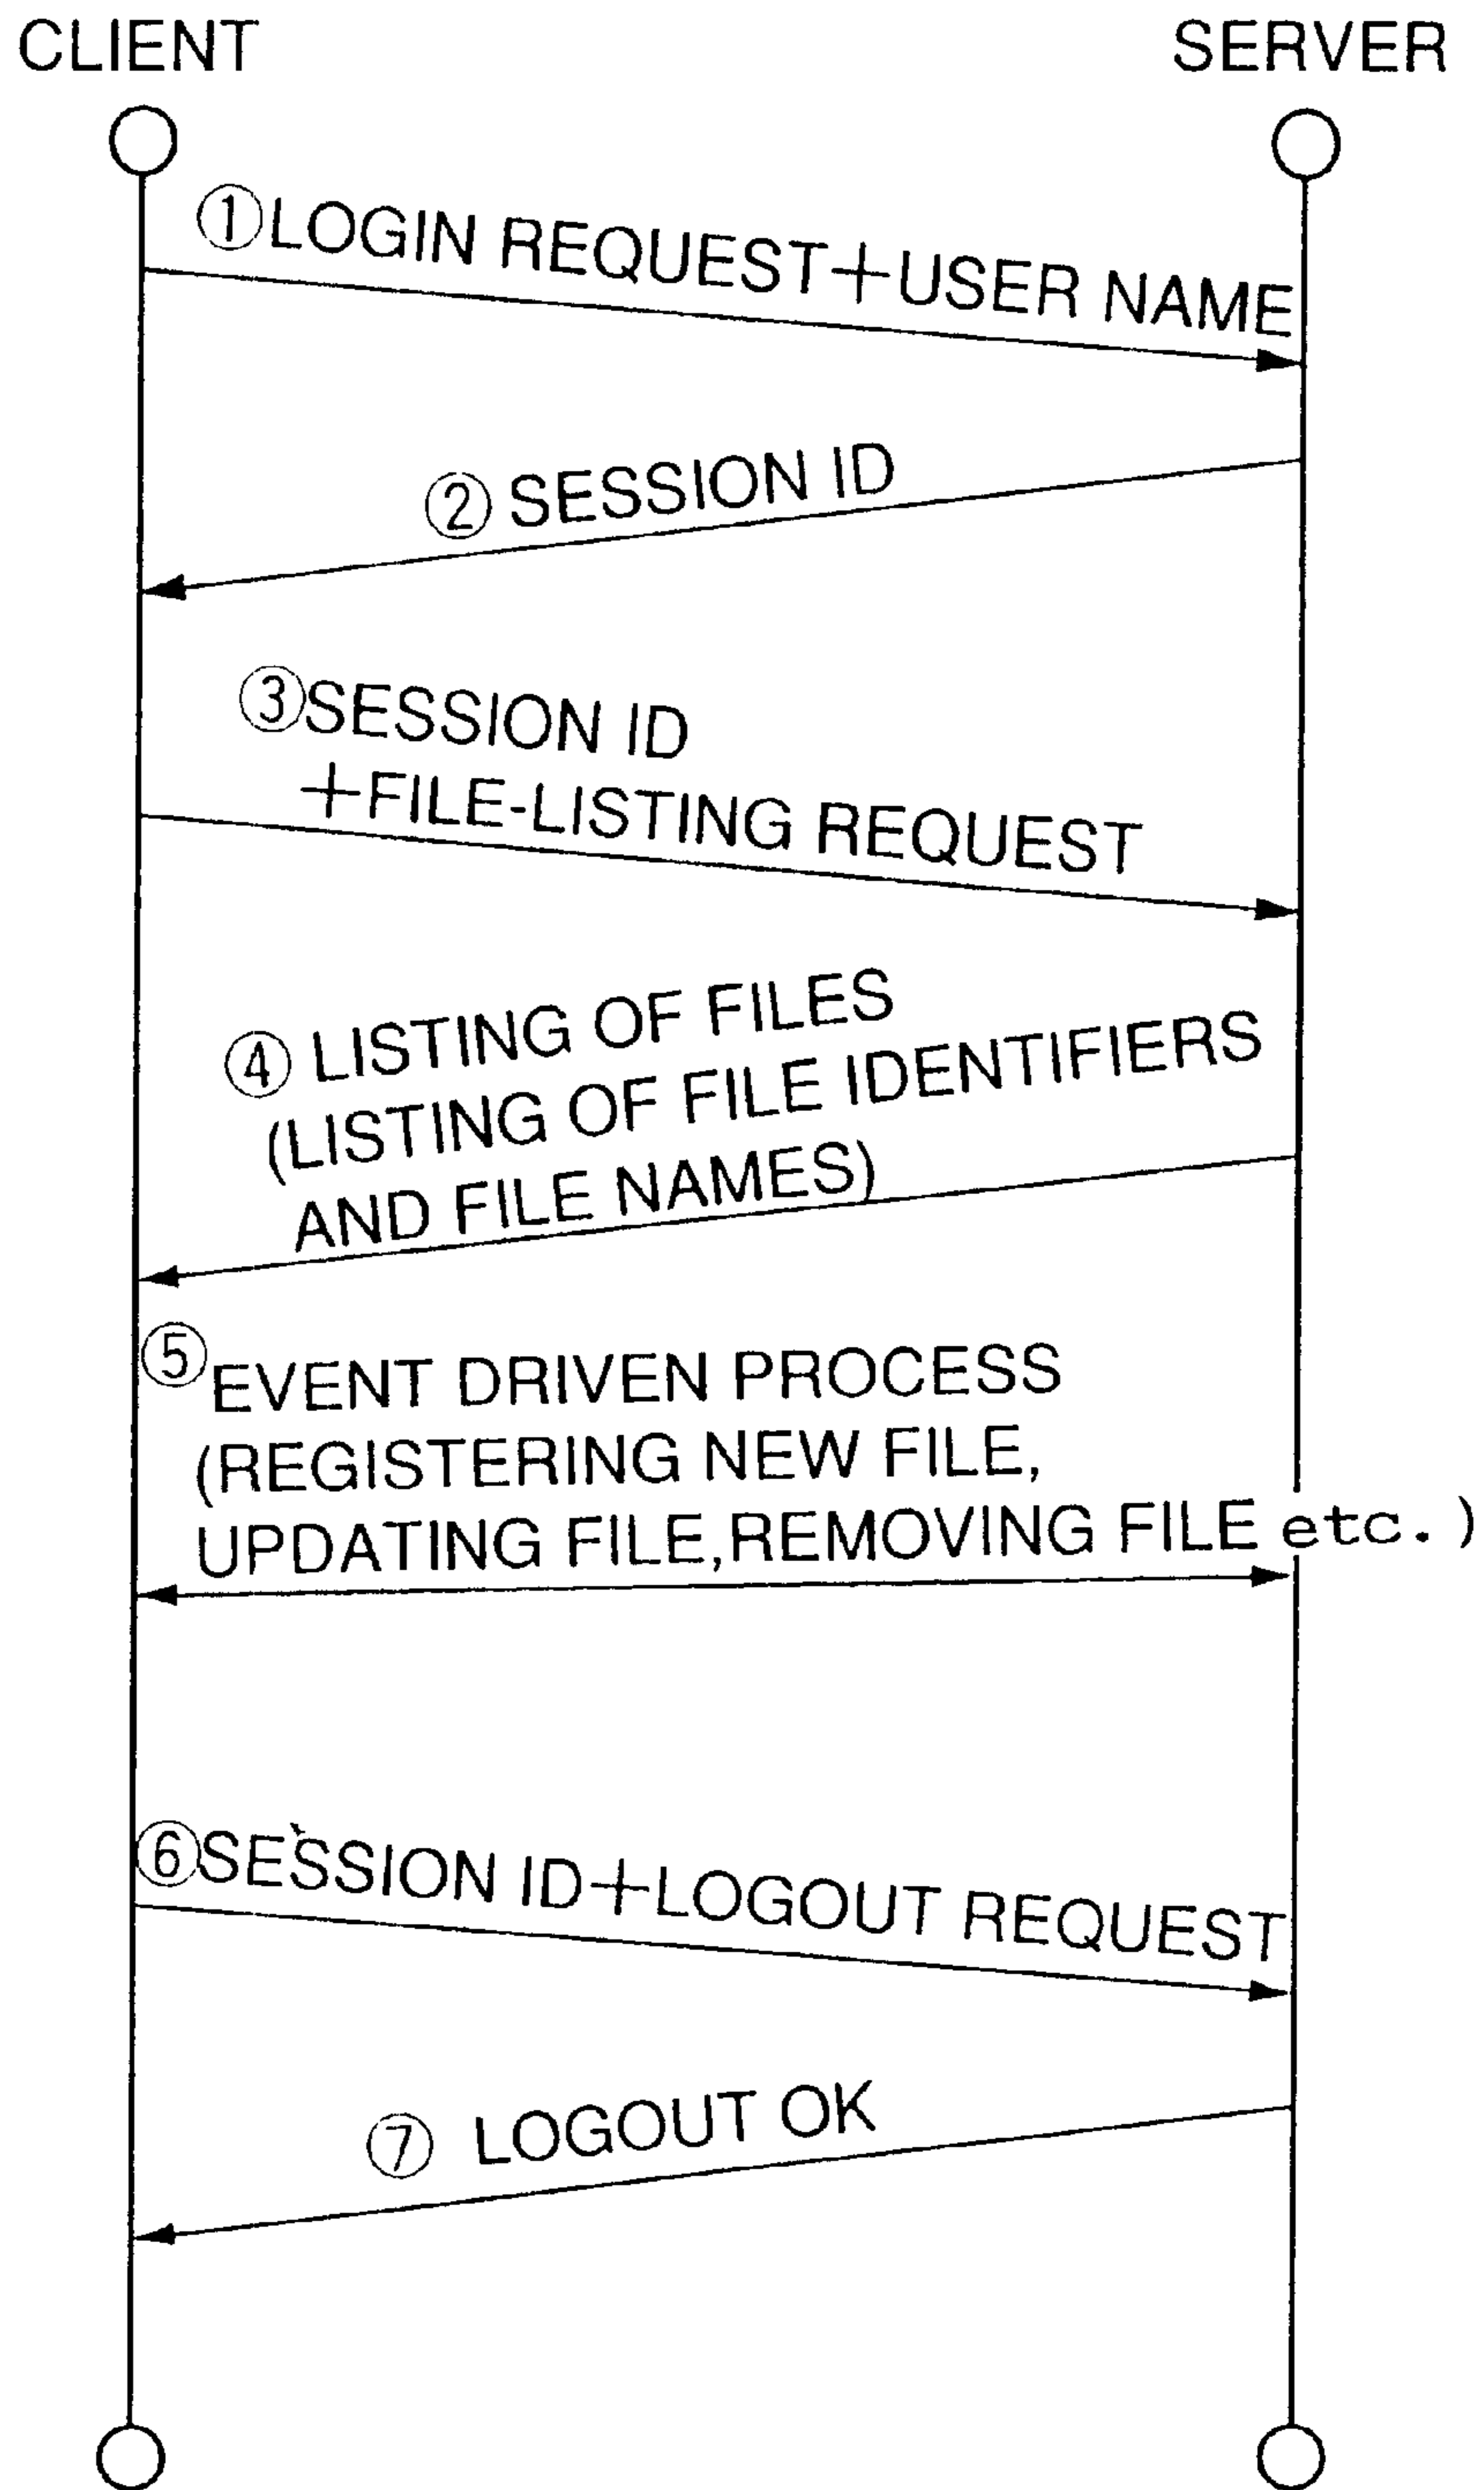 CLIENT
SERVER
①LOGIN REQUEST+USER NAME
② SESSION ID
③SESSION ID
+FILE-LISTING REQUEST
④ LISTING OF FILES
(LISTING OF FILE IDENTIFIERS
AND FILE NAMES)
⑤EVENT DRIVEN PROCESS
(REGISTERING NEW FILE,
UPDATING FILE,REMOVING FILE etc.)
⑥SESSION ID+LOGOUT REQUEST
⑦ LOGOUT OK